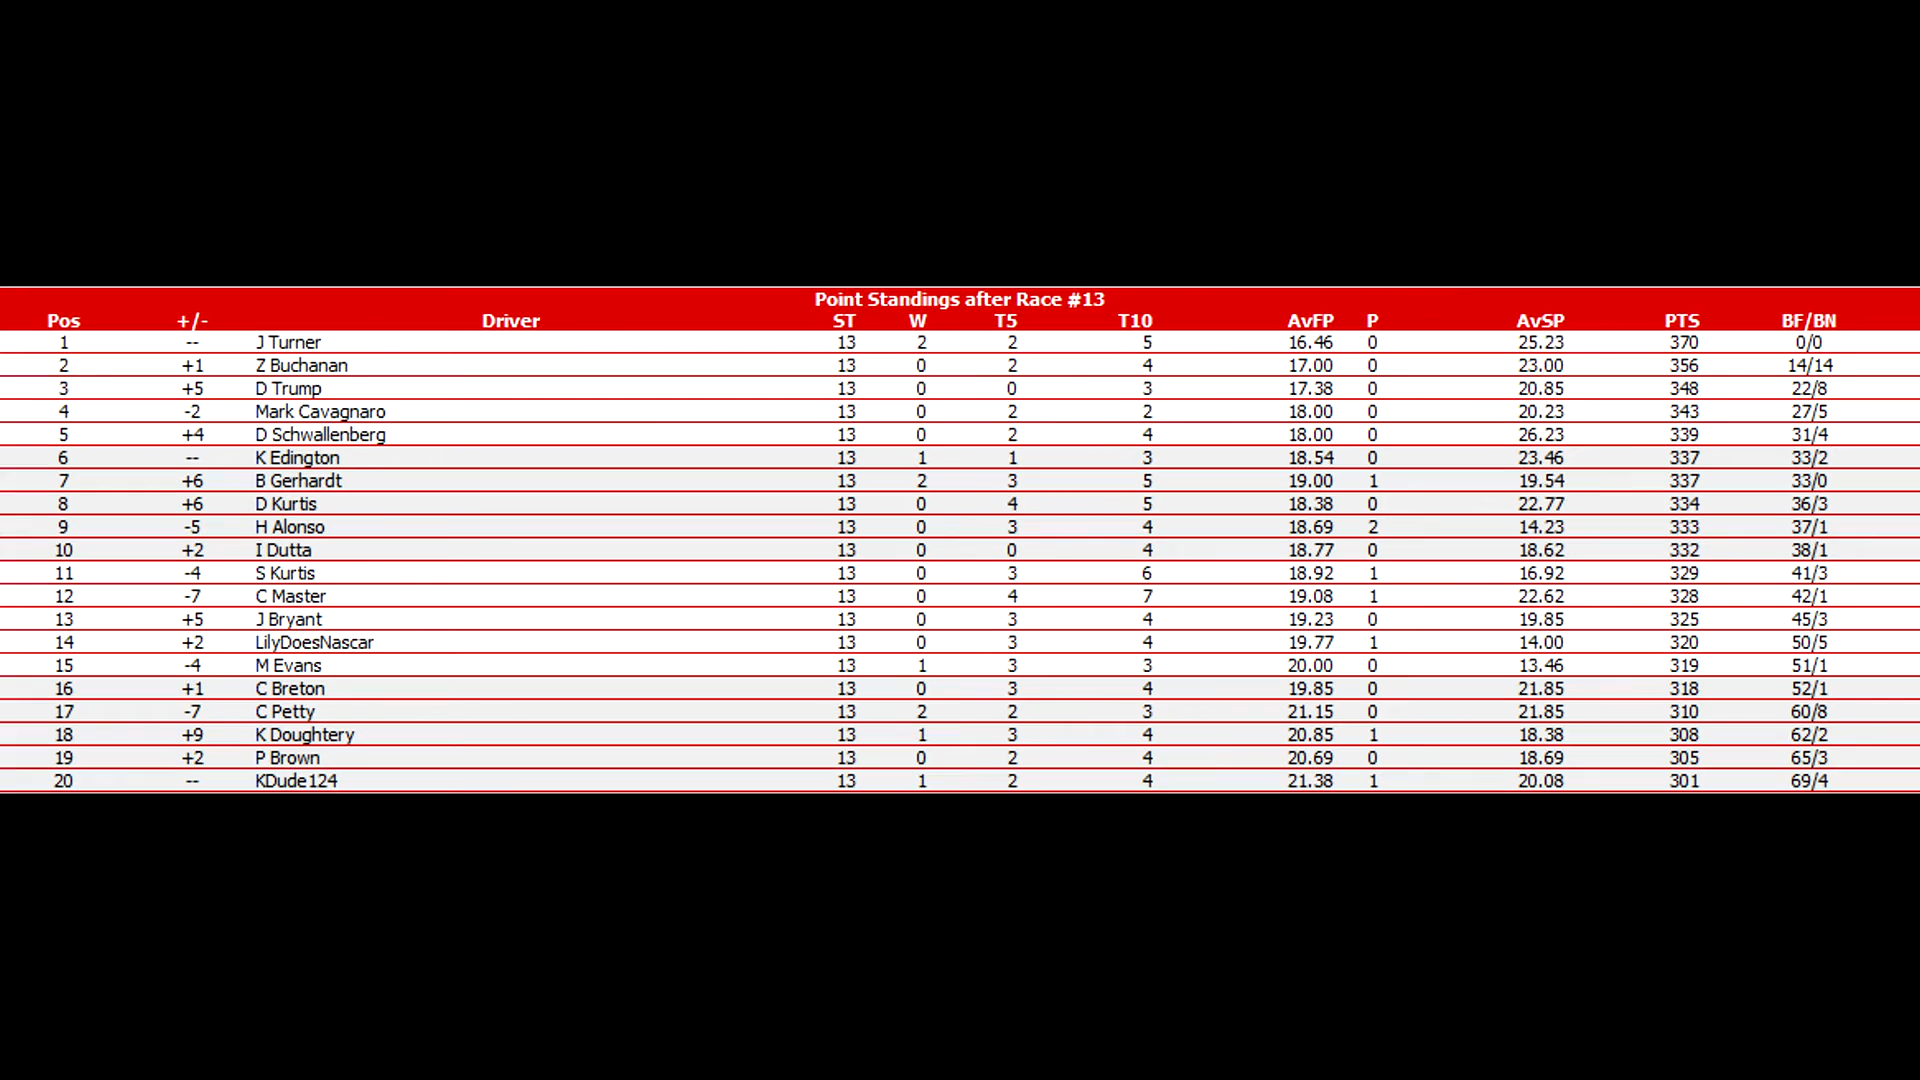 Point Standings after Race #13
Pos +/- Driver ST W T5 T10 AvFP P AvSP PTS BF/BN
1 -- J Turner 13 2 2 5 16.46 0 25.23 370 0/0
2 +1 Z Buchanan 13 0 2 4 17.00 0 23.00 356 14/14
3 +5 D Trump 13 0 0 3 17.38 0 20.85 348 22/8
4 -2 Mark Cavagnaro 13 0 2 2 18.00 0 20.23 343 27/5
5 +4 D Schwallenberg 13 0 2 4 18.00 0 26.23 339 31/4
6 -- K Edington 13 1 1 3 18.54 0 23.46 337 33/2
7 +6 B Gerhardt 13 2 3 5 19.00 1 19.54 337 33/0
8 +6 D Kurtis 13 0 4 5 18.38 0 22.77 334 36/3
9 -5 H Alonso 13 0 3 4 18.69 2 14.23 333 37/1
10 +2 I Dutta 13 0 0 4 18.77 0 18.62 332 38/1
11 -4 S Kurtis 13 0 3 6 18.92 1 16.92 329 41/3
12 -7 C Master 13 0 4 7 19.08 1 22.62 328 42/1
13 +5 J Bryant 13 0 3 4 19.23 0 19.85 325 45/3
14 +2 LilyDoesNascar 13 0 3 4 19.77 1 14.00 320 50/5
15 -4 M Evans 13 1 3 3 20.00 0 13.46 319 51/1
16 +1 C Breton 13 0 3 4 19.85 0 21.85 318 52/1
17 -7 C Petty 13 2 2 3 21.15 0 21.85 310 60/8
18 +9 K Doughtery 13 1 3 4 20.85 1 18.38 308 62/2
19 +2 P Brown 13 0 2 4 20.69 0 18.69 305 65/3
20 -- KDude124 13 1 2 4 21.38 1 20.08 301 69/4